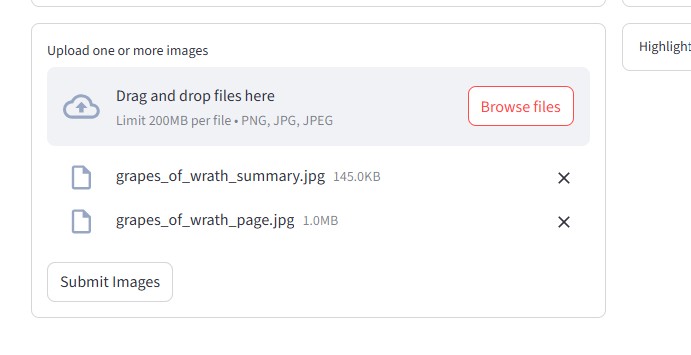 Upload one or more images
Highlight
Drag and drop files here
Browse files
Limit 200MB per file • PNG, JPG, JPEG
grapes_of_wrath_summary.jpg 145.0KB
grapes_of_wrath_page.jpg 1.0MB
Submit Images